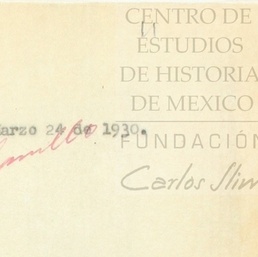 CENTRO DE
ESTUDIOS
DE HISTORIA
DE MEXICO
FUNDACIÓN
Carlos Slim
arzo 24 de 1930.